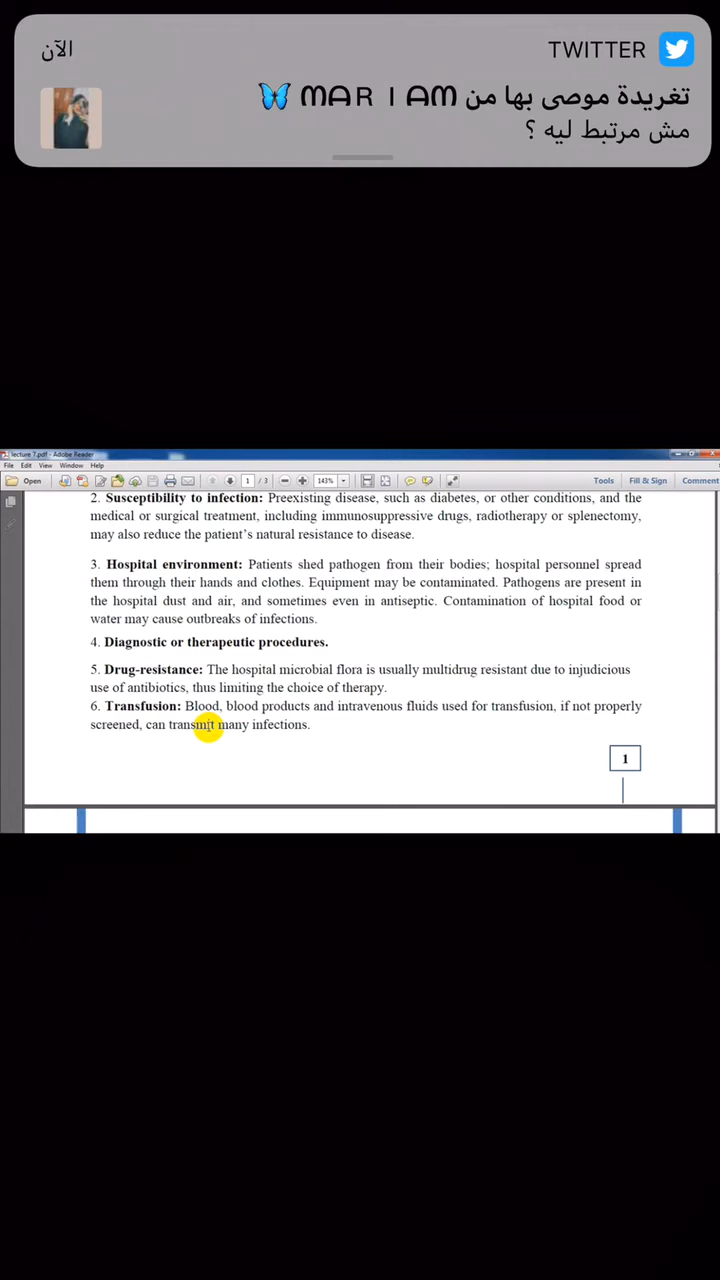 الآن
TWITTER
تغريدة موصى بها من ᗰᗩＲＩᗩᗰ 🦋
مش مرتبط ليه ؟
lecture 7.pdf - Adobe Reader
File Edit View Window Help
Open 1 / 3 143% Tools Fill & Sign Comment
2. Susceptibility to infection: Preexisting disease, such as diabetes, or other conditions, and the
medical or surgical treatment, including immunosuppressive drugs, radiotherapy or splenectomy,
may also reduce the patient's natural resistance to disease.
3. Hospital environment: Patients shed pathogen from their bodies; hospital personnel spread
them through their hands and clothes. Equipment may be contaminated. Pathogens are present in
the hospital dust and air, and sometimes even in antiseptic. Contamination of hospital food or
water may cause outbreaks of infections.
4. Diagnostic or therapeutic procedures.
5. Drug-resistance: The hospital microbial flora is usually multidrug resistant due to injudicious
use of antibiotics, thus limiting the choice of therapy.
6. Transfusion: Blood, blood products and intravenous fluids used for transfusion, if not properly
screened, can transmit many infections.
1